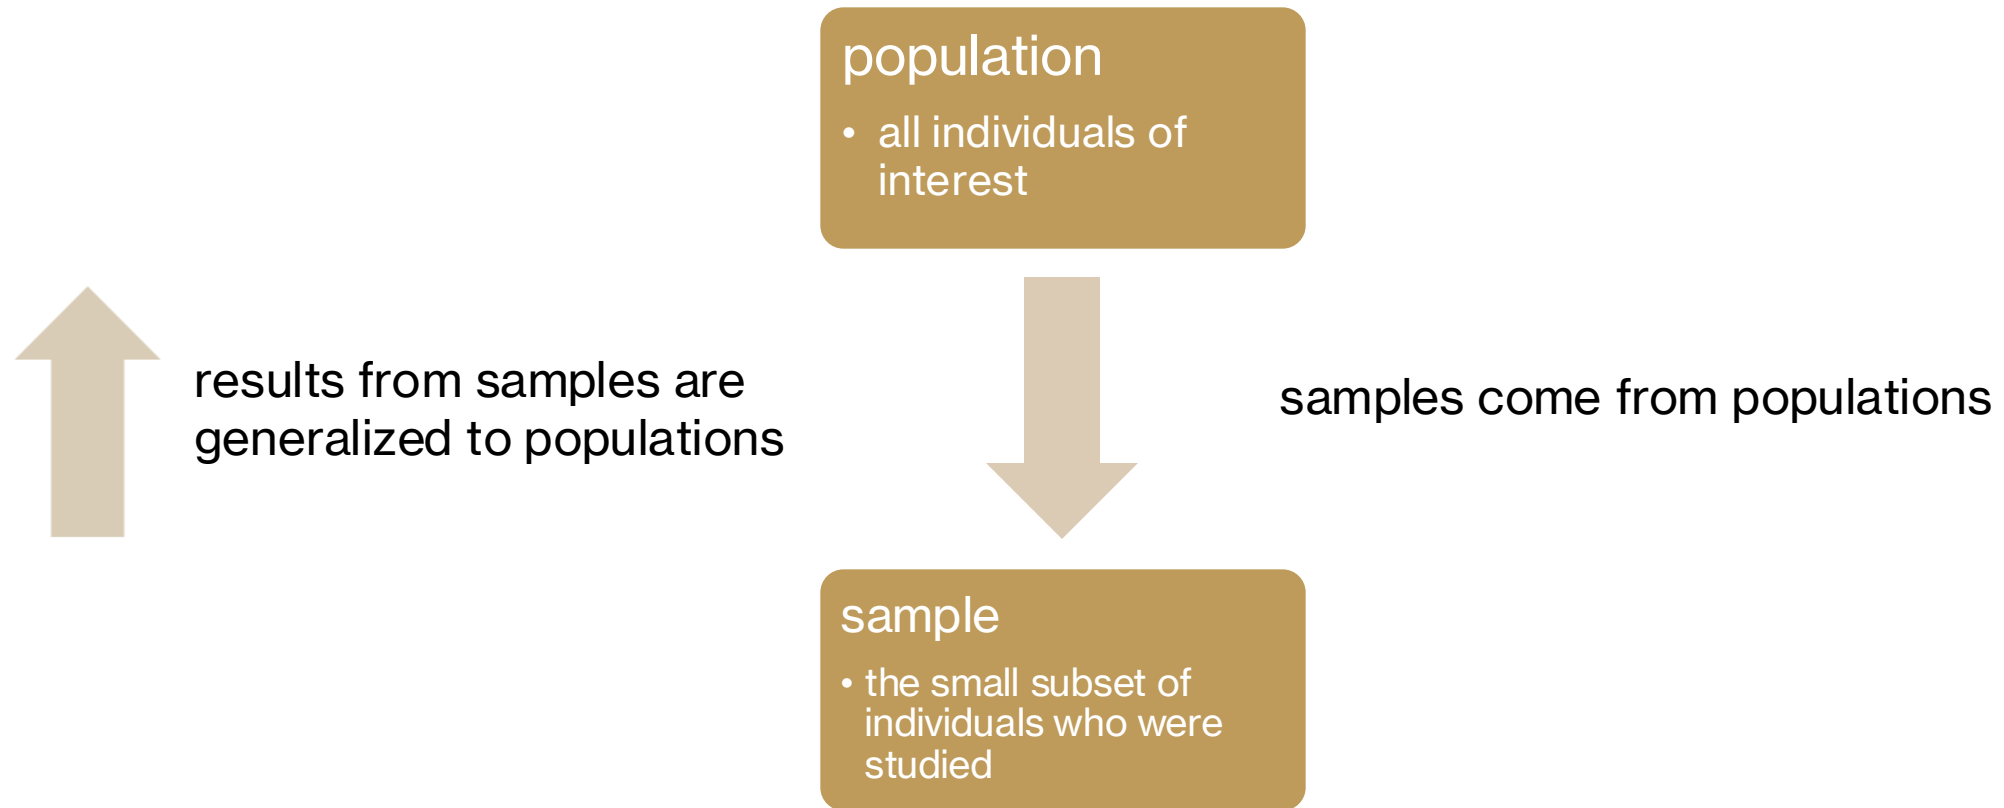 population
• all individuals of
interest
results from samples are
generalized to populations
samples come from populations
sample
• the small subset of
individuals who were
studied